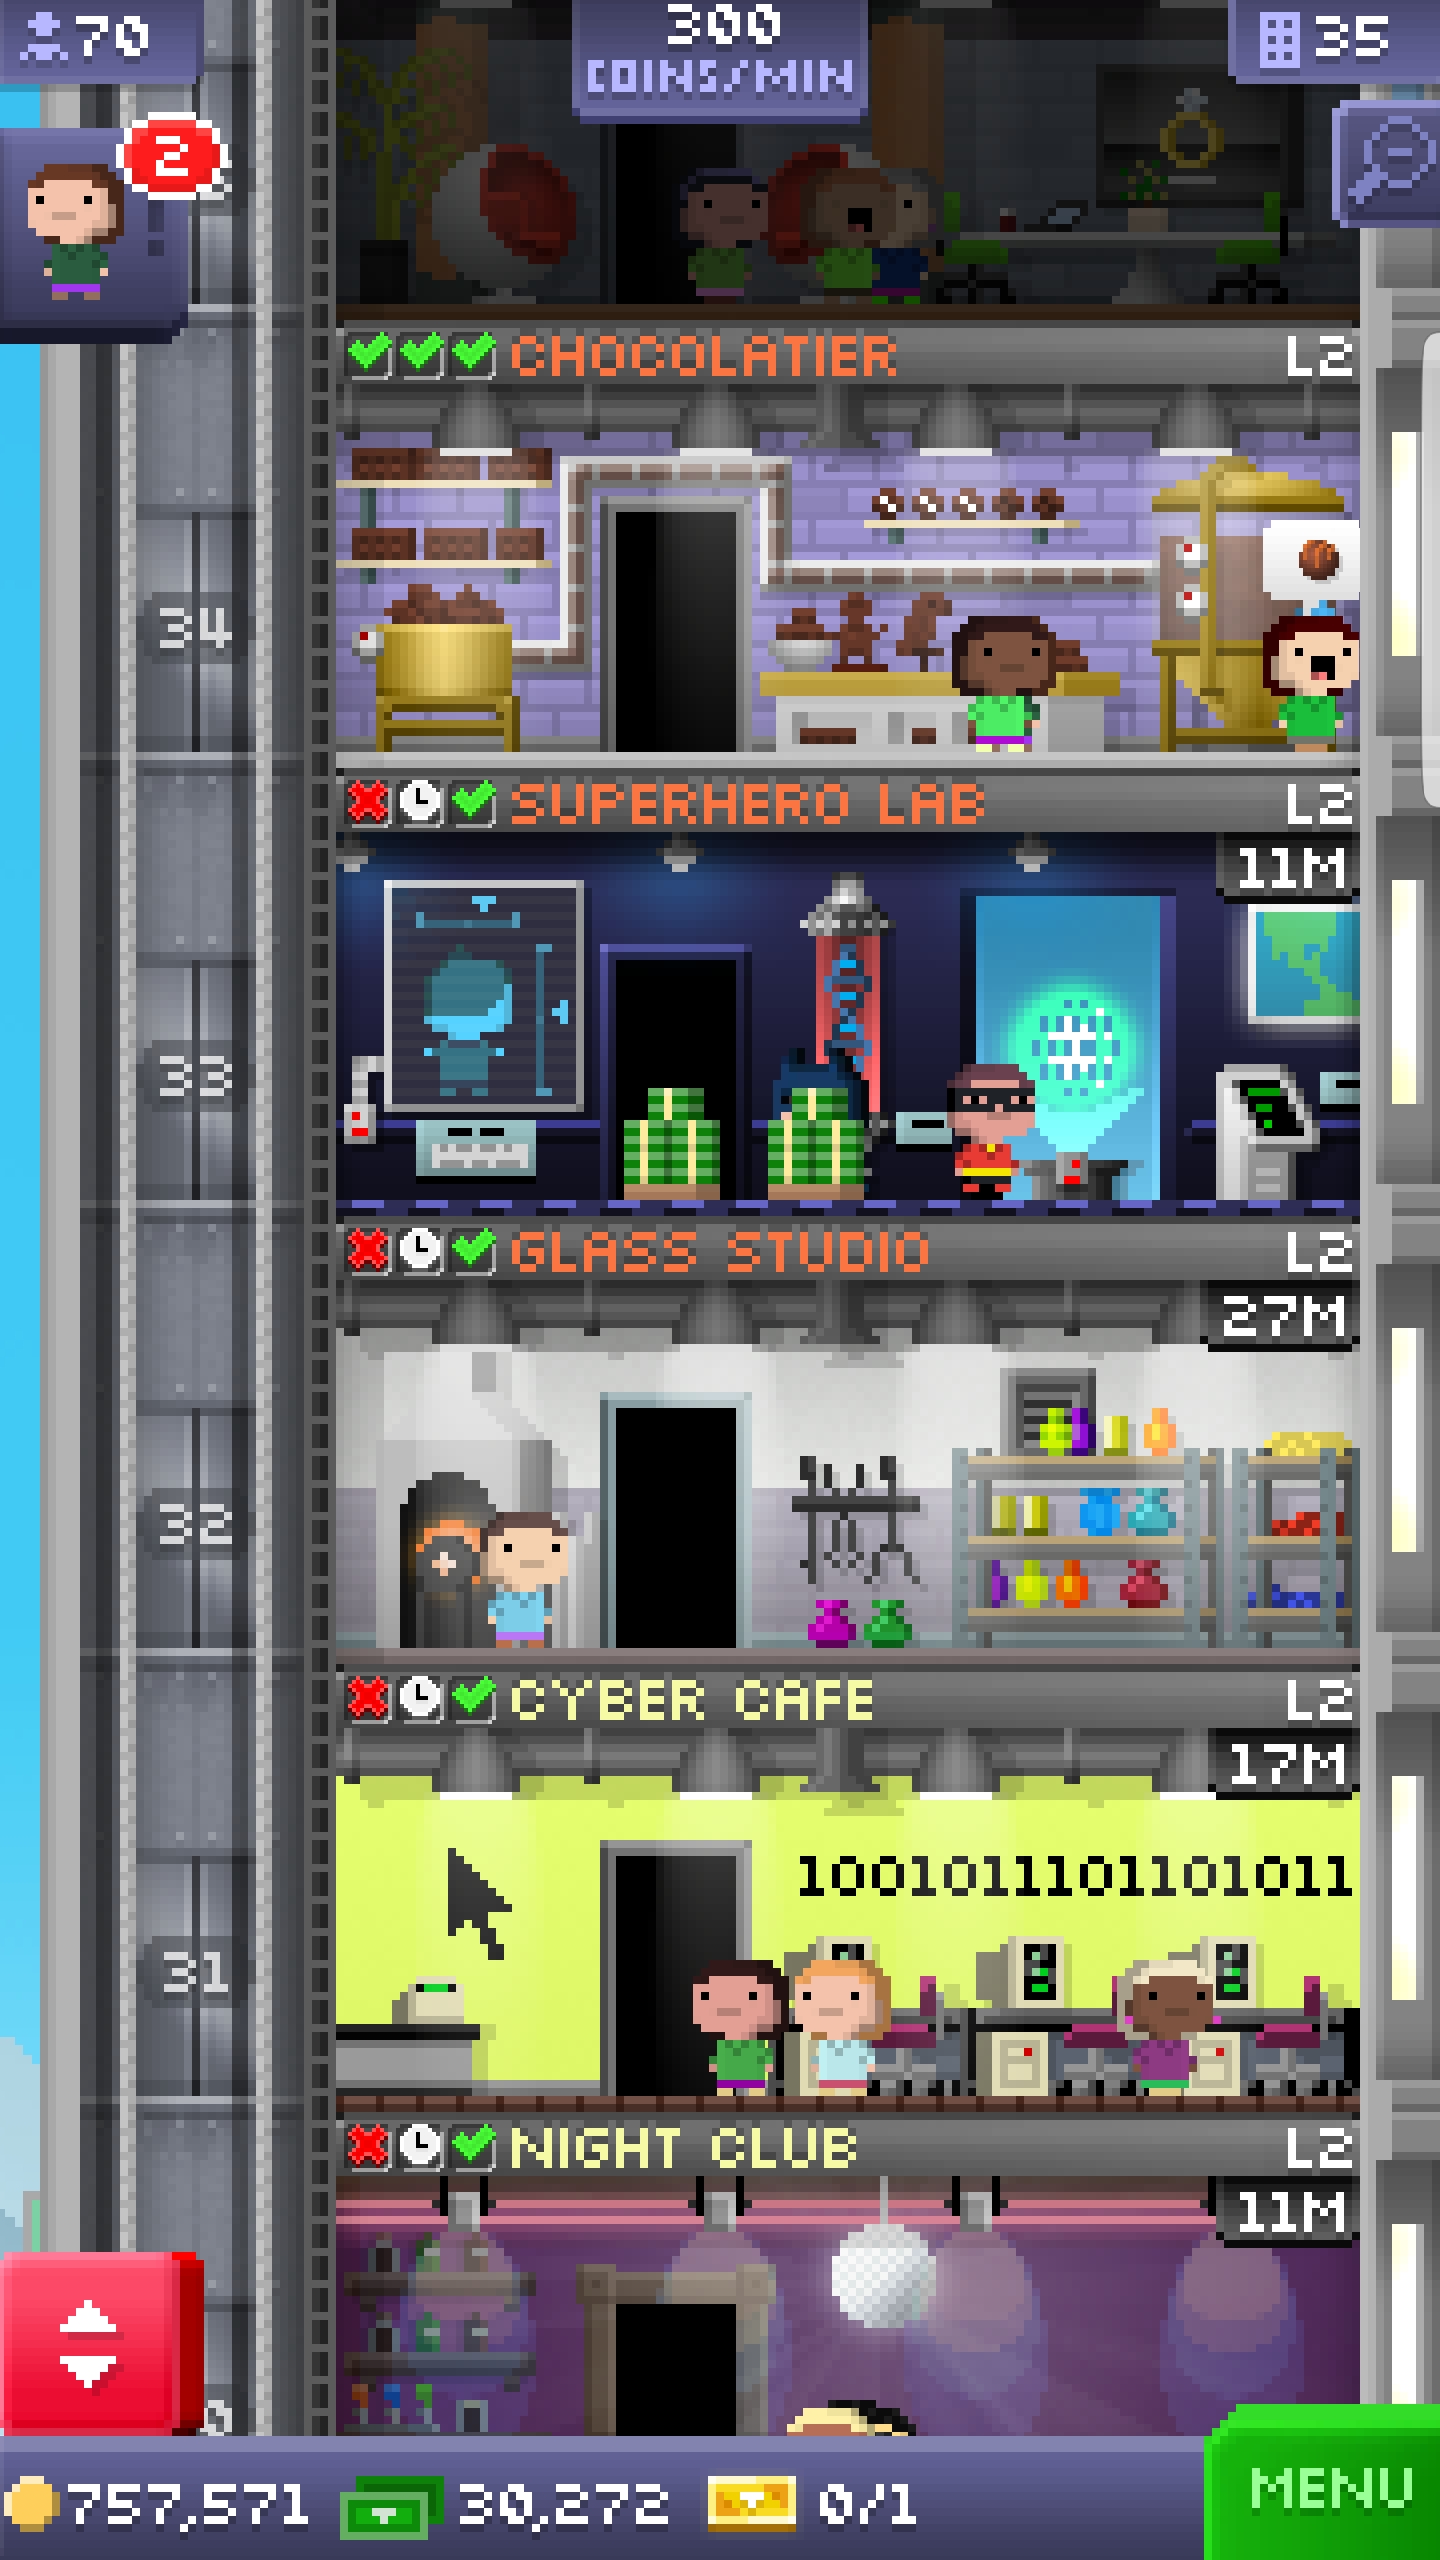 70
300
COINS/MIN
35
2
CHOCOLATIER L2
34
SUPERHERO LAB L2
11M
33
GLASS STUDIO L2
27M
32
CYBER CAFE L2
17M
10010111101101011
31
NIGHT CLUB L2
11M
757,571 30,272 0/1 MENU